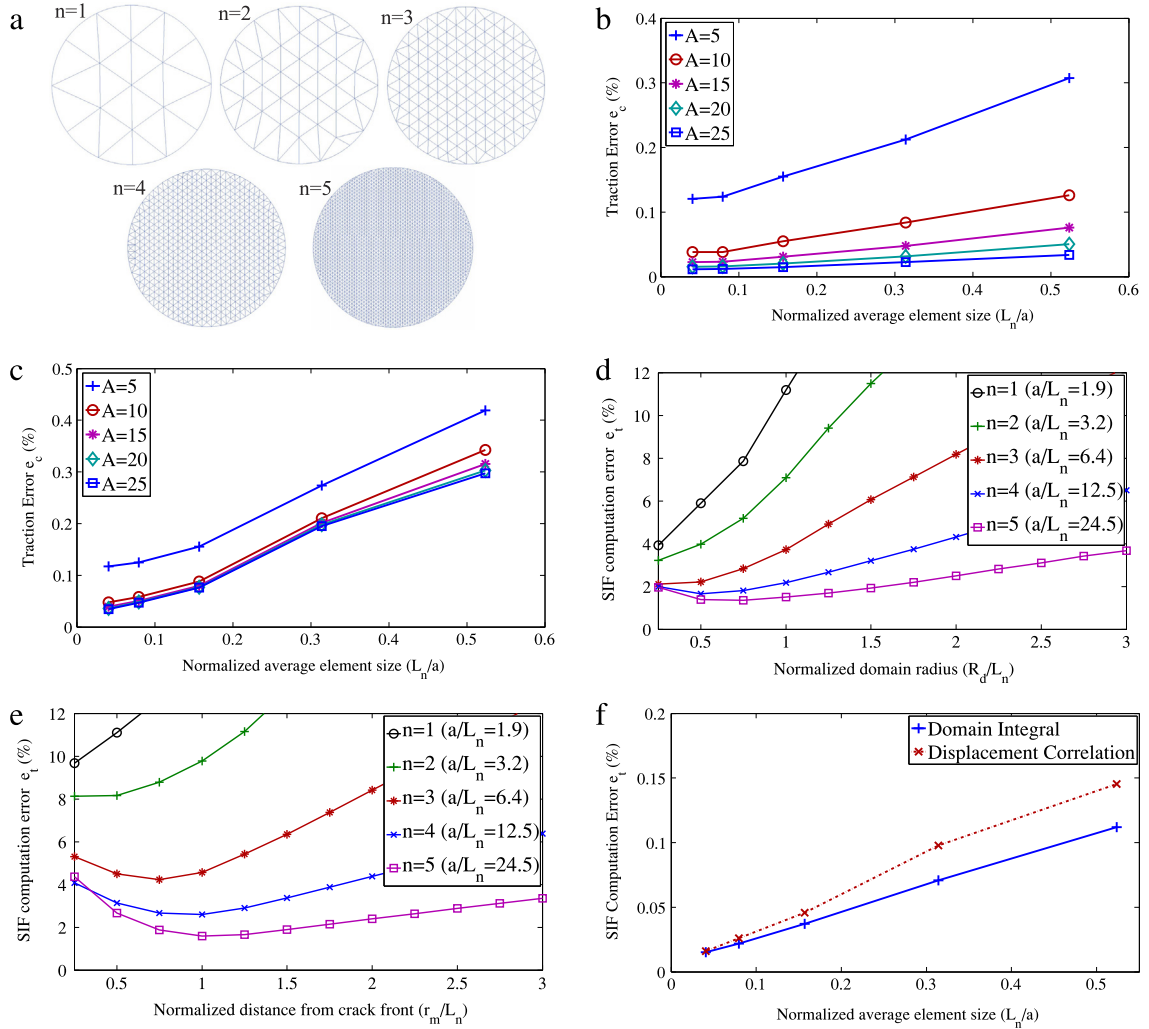 a
n=1
n=2
n=3
n=4
n=5
b
Traction Error e_c (%)
0.4
0.3
0.2
0.1
0
A=5
A=10
A=15
A=20
A=25
0 0.1 0.2 0.3 0.4 0.5 0.6
Normalized average element size (L_n/a)
c
Traction Error e_c (%)
0.5
0.4
0.3
0.2
0.1
0
A=5
A=10
A=15
A=20
A=25
0 0.1 0.2 0.3 0.4 0.5 0.6
Normalized average element size (L_n/a)
d
SIF computation error e_t (%)
12
10
8
6
4
2
0
n=1 (a/L_n=1.9)
n=2 (a/L_n=3.2)
n=3 (a/L_n=6.4)
n=4 (a/L_n=12.5)
n=5 (a/L_n=24.5)
0.5 1 1.5 2 2.5 3
Normalized domain radius (R_d/L_n)
e
SIF computation error e_t (%)
12
10
8
6
4
2
0
n=1 (a/L_n=1.9)
n=2 (a/L_n=3.2)
n=3 (a/L_n=6.4)
n=4 (a/L_n=12.5)
n=5 (a/L_n=24.5)
0.5 1 1.5 2 2.5 3
Normalized distance from crack front (r_m/L_n)
f
SIF Computation Error e_t (%)
0.2
0.15
0.1
0.05
0
Domain Integral
Displacement Correlation
0 0.1 0.2 0.3 0.4 0.5
Normalized average element size (L_n/a)